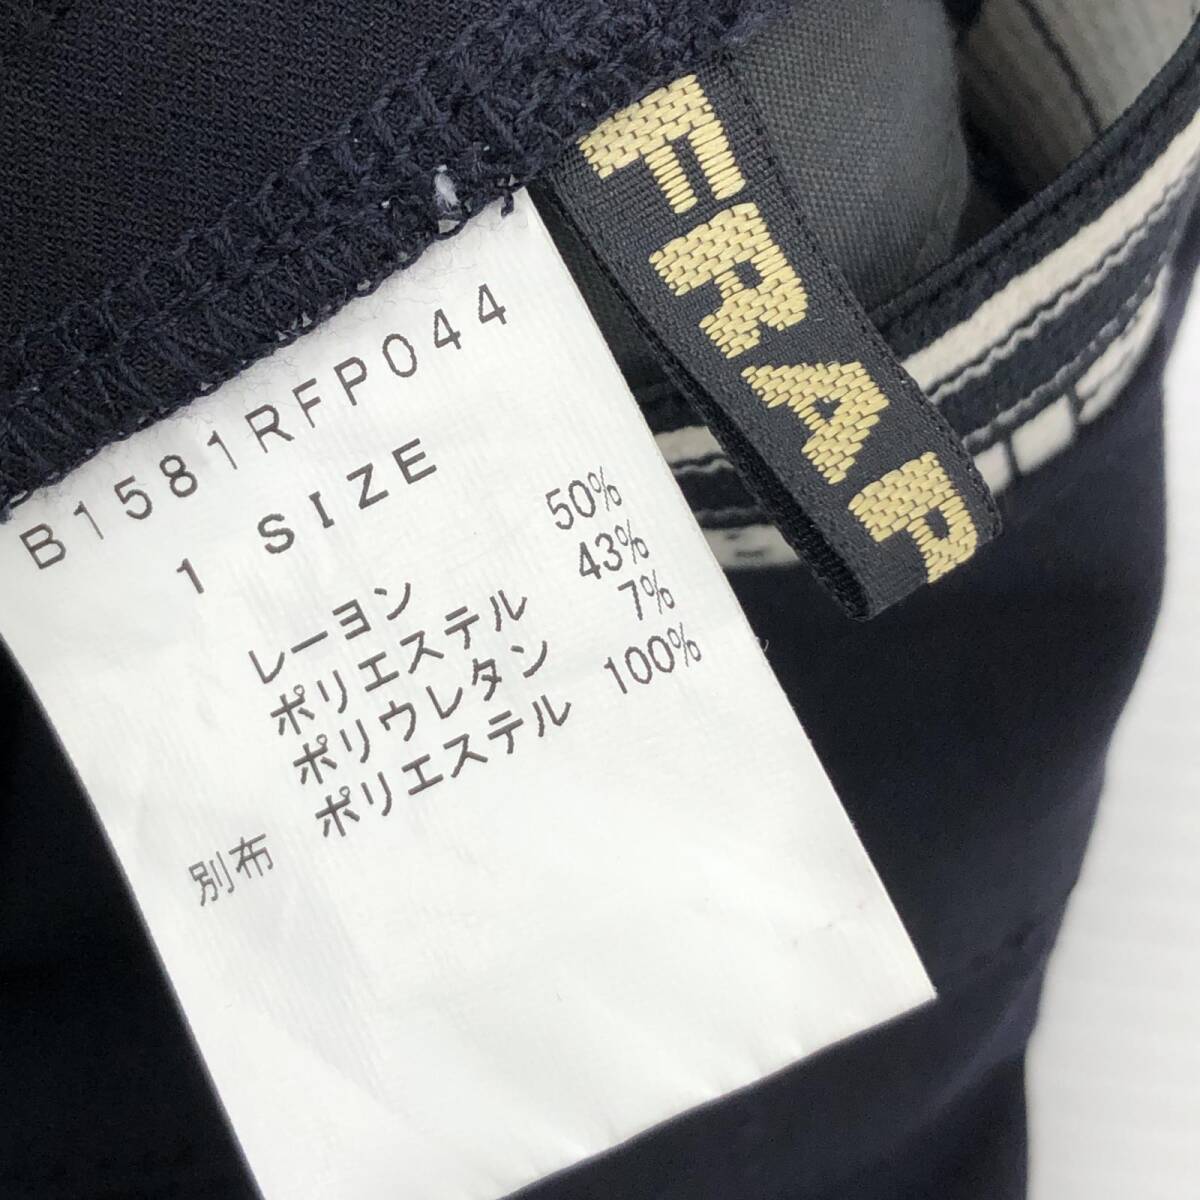 B1581RFP044
1 SIZE
レーヨン 50%
ポリエステル 43%
ポリウレタン 7%
別布 ポリエステル 100%
FRAP